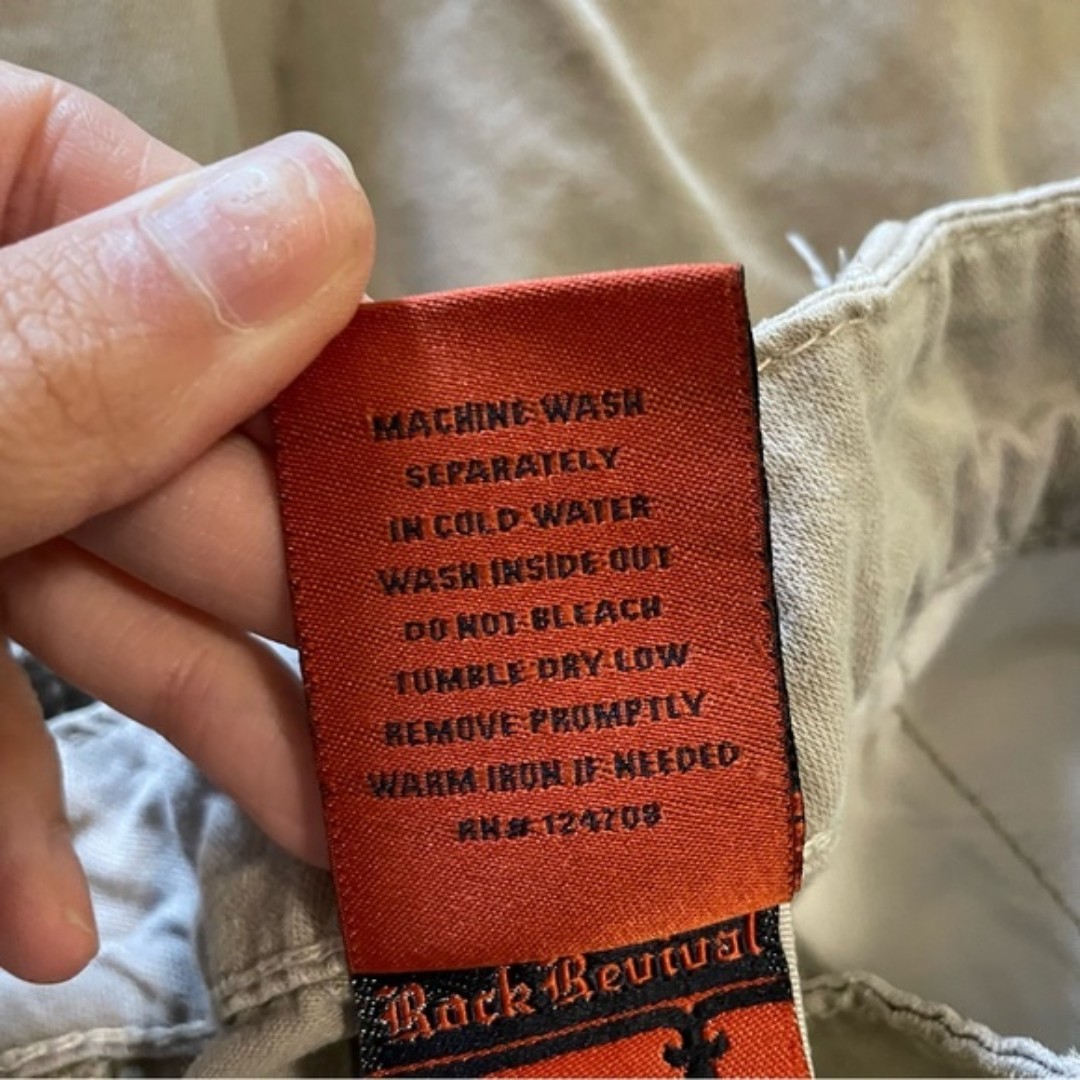 MACHINE WASH
SEPARATELY
IN COLD WATER
WASH INSIDE OUT
DO NOT BLEACH
TUMBLE DRY LOW
REMOVE PROMPTLY
WARM IRON IF NEEDED
RN# 124709
Rock Revival